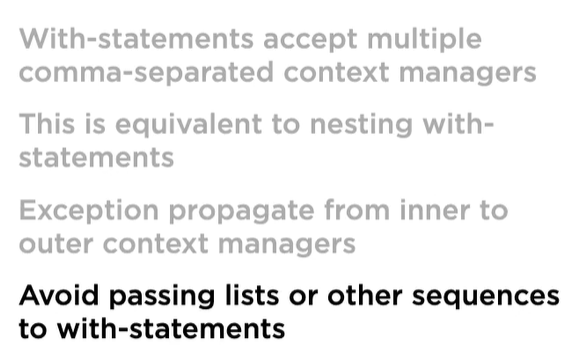 With-statements accept multiple
comma-separated context managers
This is equivalent to nesting with-
statements
Exception propagate from inner to
outer context managers
Avoid passing lists or other sequences
to with-statements